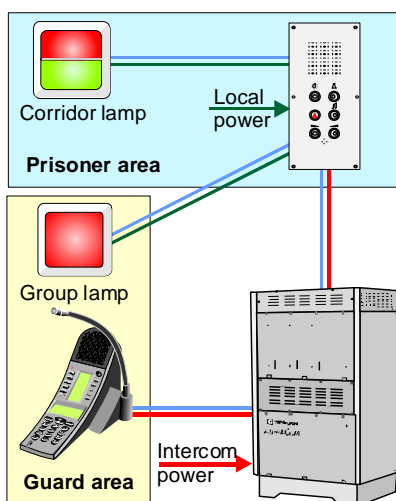 Corridor lamp
Local
power
Prisoner area
Group lamp
Guard area
Intercom
power